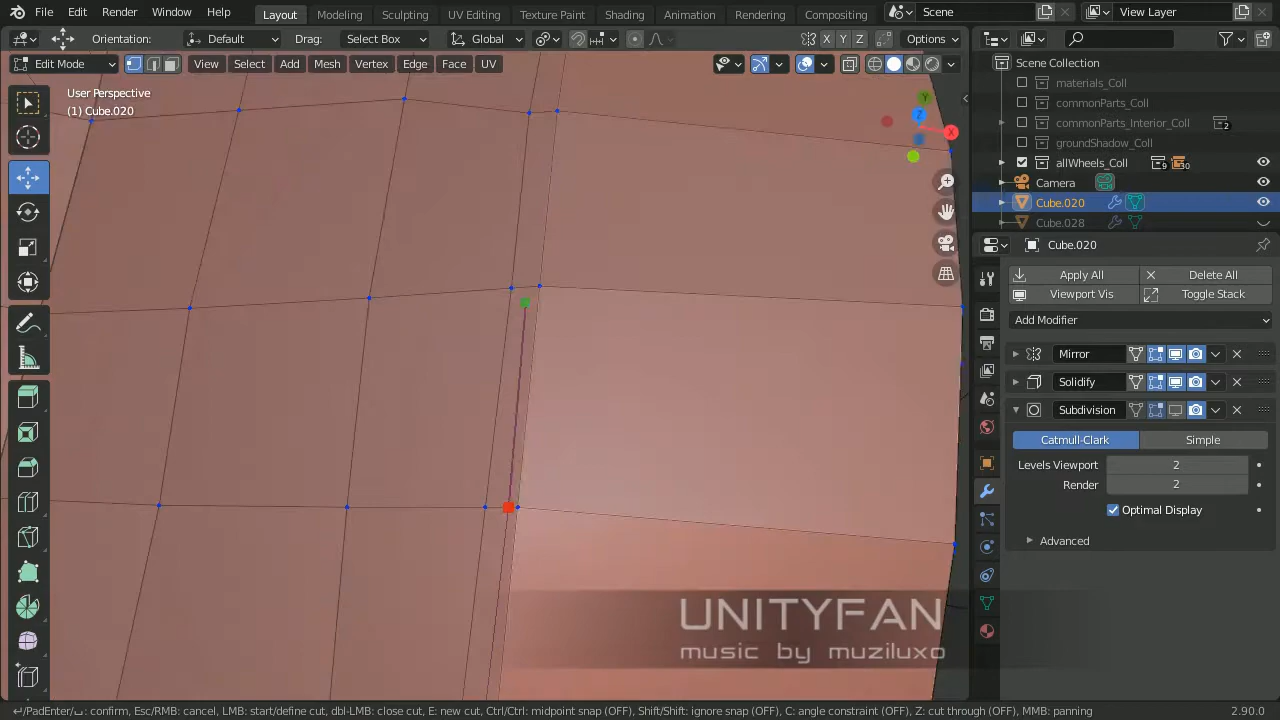 File Edit Render Window Help Layout Modeling Sculpting UV Editing Texture Paint Shading Animation Rendering Compositing Scene View Layer
Orientation: Default Drag: Select Box Global X Y Z Options
Edit Mode View Select Add Mesh Vertex Edge Face UV
User Perspective
(1) Cube.020
Y
Z
X
Scene Collection
materials_Coll
commonParts_Coll
commonParts_Interior_Coll 2
groundShadow_Coll
allWheels_Coll 9 30
Camera
Cube.020
Cube.028
Cube.020
Apply All Delete All
Viewport Vis Toggle Stack
Add Modifier
Mirror
Solidify
Subdivision
Catmull-Clark Simple
Levels Viewport 2
Render 2
Optimal Display
Advanced
UNITYFAN
music by muziluxo
↵/PadEnter/␣: confirm, Esc/RMB: cancel, LMB: start/define cut, dbl-LMB: close cut, E: new cut, Ctrl/Ctrl: midpoint snap (OFF), Shift/Shift: ignore snap (OFF), C: angle constraint (OFF), Z: cut through (OFF), MMB: panning 2.90.0